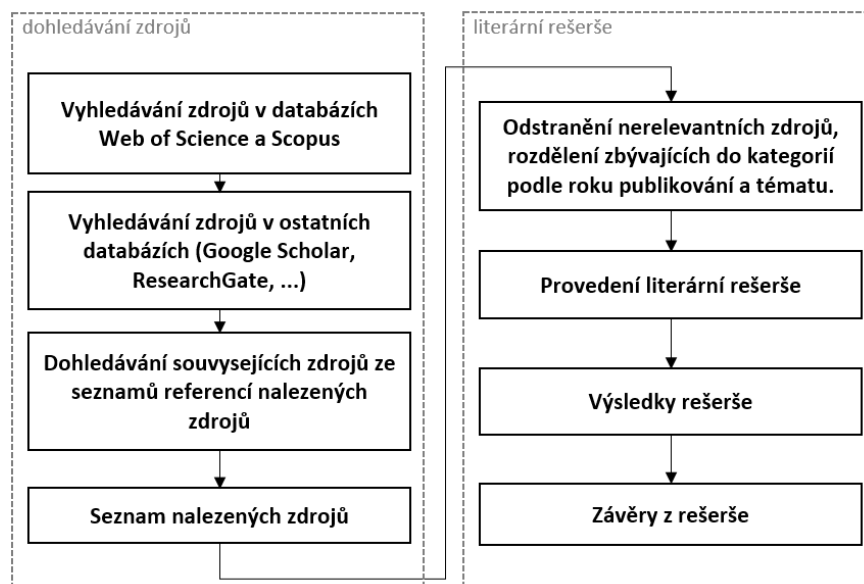 dohledávání zdrojů
Vyhledávání zdrojů v databázích
Web of Science a Scopus
Vyhledávání zdrojů v ostatních
databázích (Google Scholar,
ResearchGate, ...)
Dohledávání souvysejících zdrojů ze
seznamů referencí nalezených
zdrojů
Seznam nalezených zdrojů
literární rešerše
Odstranění nerelevantních zdrojů,
rozdělení zbývajících do kategorií
podle roku publikování a tématu.
Provedení literární rešerše
Výsledky rešerše
Závěry z rešerše